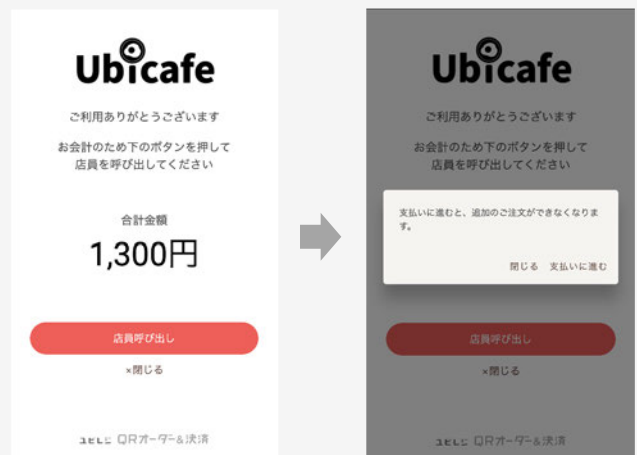 Ubicafe
ご利用ありがとうございます
お会計のため下のボタンを押して
店員を呼び出してください
合計金額
1,300円
店員呼び出し
×閉じる
ユビレジ QRオーダー&決済
Ubicafe
ご利用ありがとうございます
お会計のため下のボタンを押して
店員を呼び出してください
支払いに進むと、追加のご注文ができなくなりま
す。
閉じる 支払いに進む
店員呼び出し
×閉じる
ユビレジ QRオーダー&決済